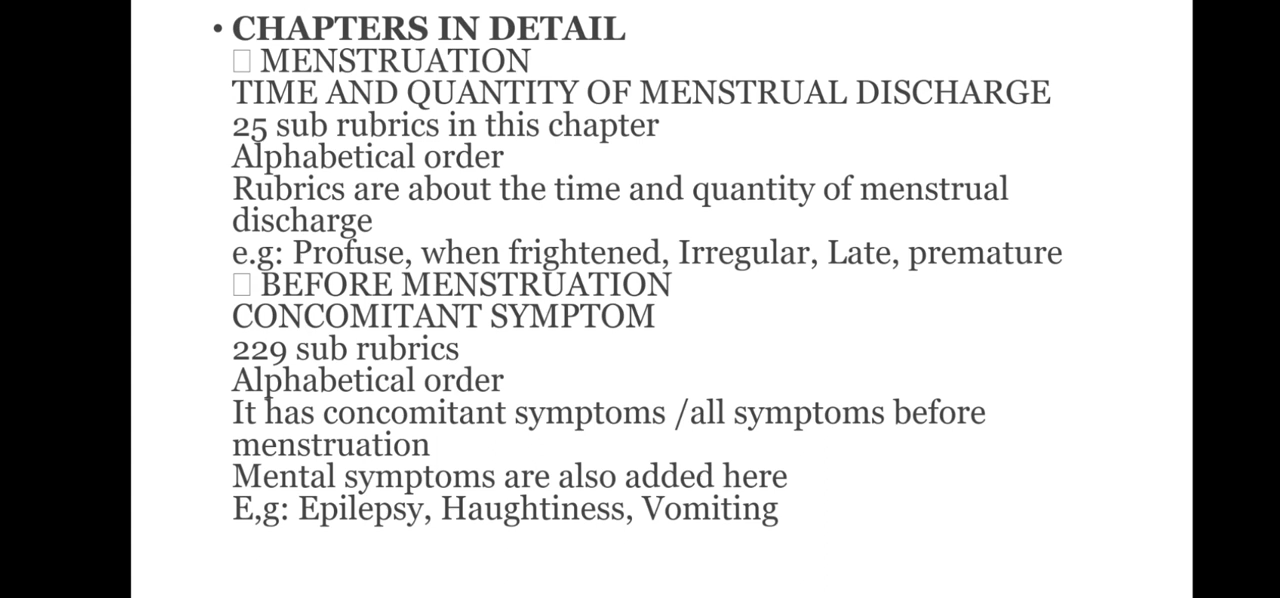 • CHAPTERS IN DETAIL
□ MENSTRUATION
TIME AND QUANTITY OF MENSTRUAL DISCHARGE
25 sub rubrics in this chapter
Alphabetical order
Rubrics are about the time and quantity of menstrual
discharge
e.g: Profuse, when frightened, Irregular, Late, premature
□ BEFORE MENSTRUATION
CONCOMITANT SYMPTOM
229 sub rubrics
Alphabetical order
It has concomitant symptoms /all symptoms before
menstruation
Mental symptoms are also added here
E,g: Epilepsy, Haughtiness, Vomiting